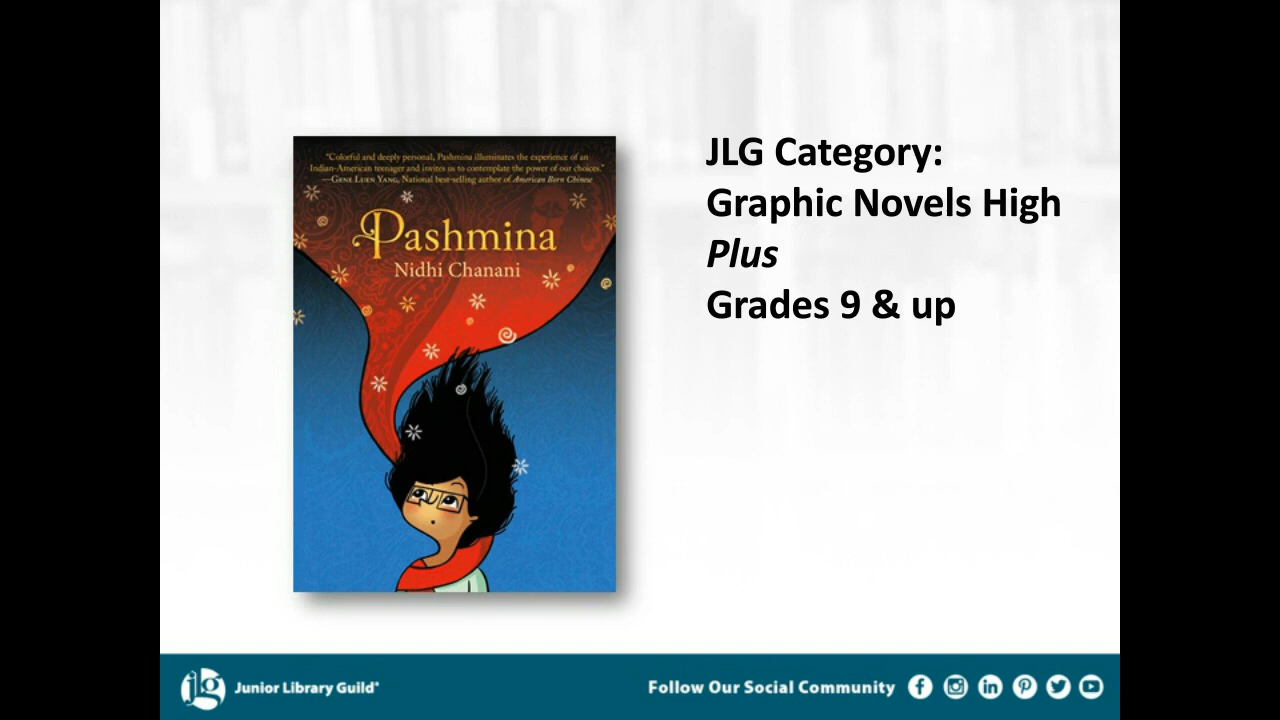 "Colorful and deeply personal, Pashmina illuminates the experience of an
Indian-American teenager and invites us to contemplate the power of our choices."
—Gene Luen Yang, National best-selling author of American Born Chinese
Pashmina
Nidhi Chanani
JLG Category:
Graphic Novels High
Plus
Grades 9 & up
jlg Junior Library Guild®
Follow Our Social Community